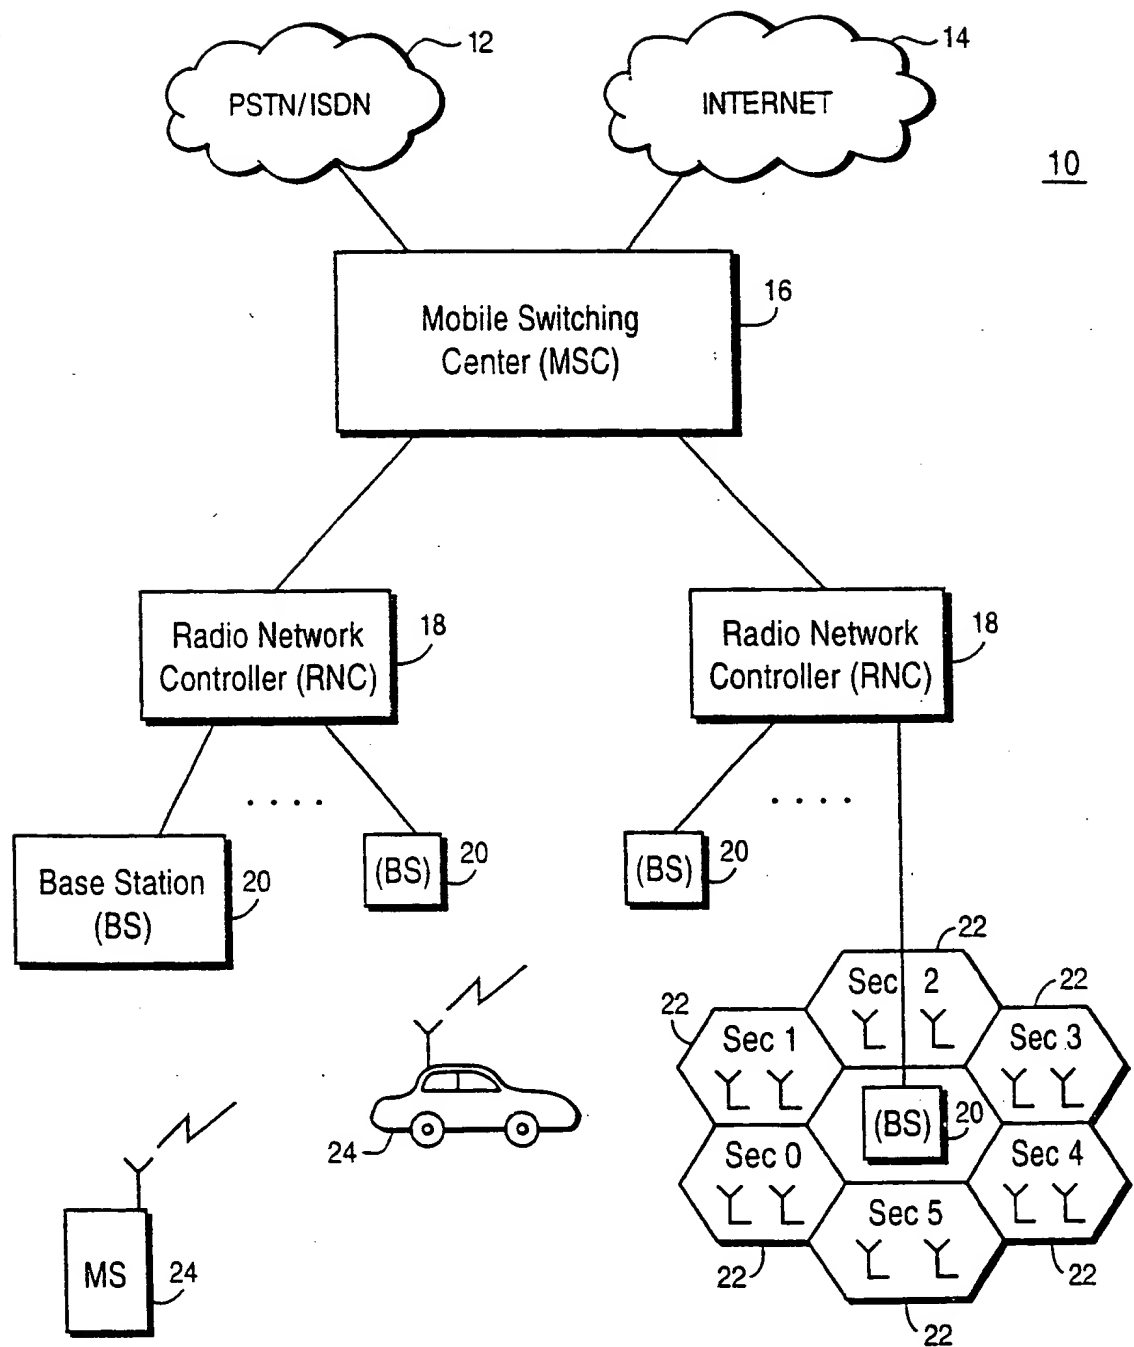 12
14
PSTN/ISDN
INTERNET
10
16
Mobile Switching
Center (MSC)
18
Radio Network
Controller (RNC)
18
Radio Network
Controller (RNC)
Base Station
(BS)
20
(BS)
20
(BS)
20
22
22
22
Sec 2
Sec 1
Sec 3
(BS)
20
Sec 0
Sec 4
Sec 5
22
22
22
24
MS
24